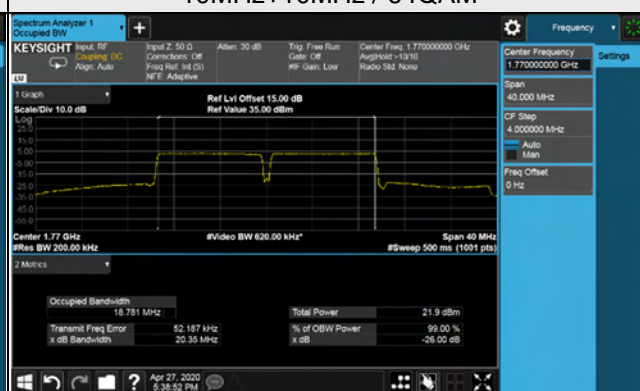 10MHz+10MHz / 64QAM
Spectrum Analyzer 1
Occupied BW
Frequency
Settings
KEYSIGHT
Input: RF
Coupling: DC
Align: Auto
Input Z: 50 Ω
Corrections: Off
Freq Ref: Int (S)
NFE: Adaptive
Atten: 30 dB
Trig: Free Run
Gate: Off
#IF Gain: Low
Center Freq: 1.770000000 GHz
Avg|Hold:>10/10
Radio Std: None
LXI
Center Frequency
1.770000000 GHz
Span
40.000 MHz
CF Step
4.000000 MHz
Auto
Man
Freq Offset
0 Hz
1 Graph
Scale/Div 10.0 dB
Ref Lvl Offset 15.00 dB
Ref Value 35.00 dBm
Log
25.0
15.0
5.00
-5.00
-15.0
-25.0
-35.0
-45.0
-55.0
Center 1.77 GHz
#Res BW 200.00 kHz
#Video BW 620.00 kHz*
Span 40 MHz
#Sweep 500 ms (1001 pts)
2 Metrics
Occupied Bandwidth
18.781 MHz
Total Power
21.9 dBm
Transmit Freq Error
52.187 kHz
% of OBW Power
99.00 %
x dB Bandwidth
20.35 MHz
x dB
-26.00 dB
?
Apr 27, 2020
5:38:52 PM